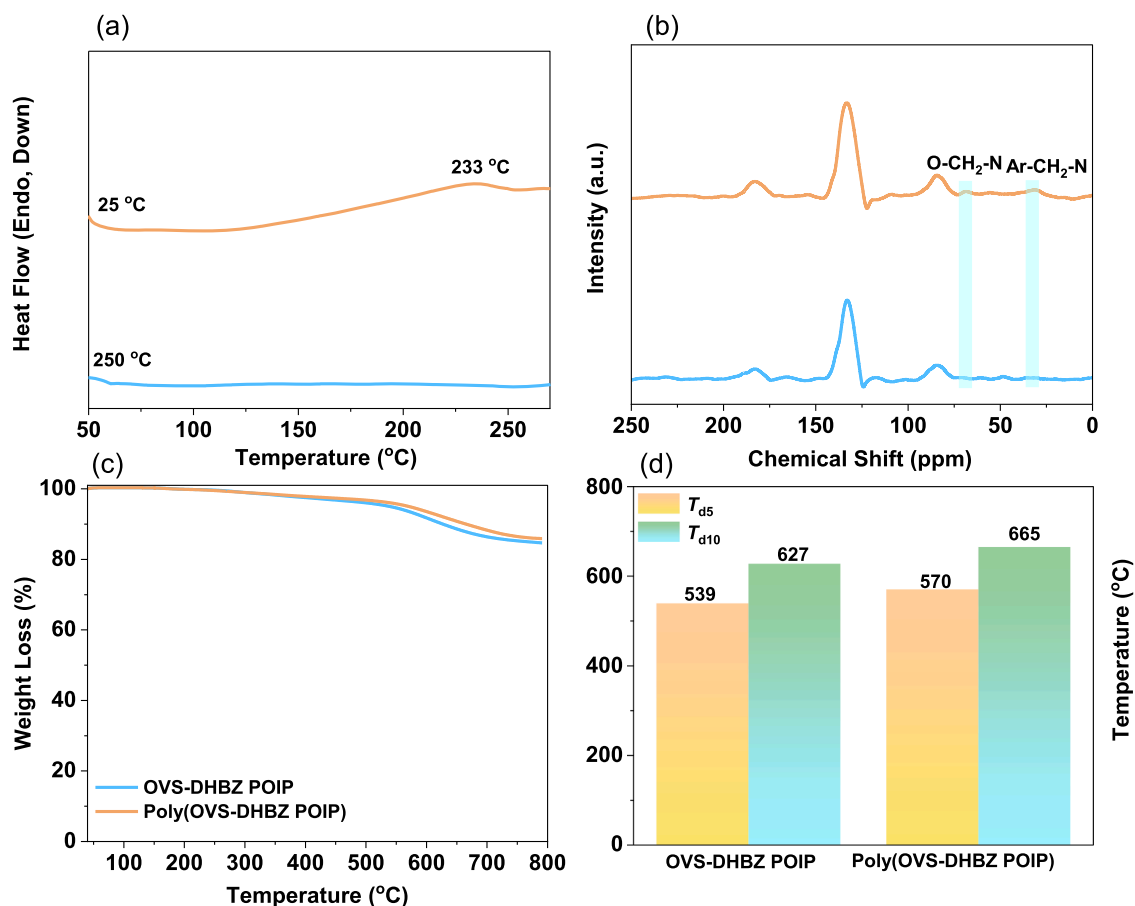 (a)
Heat Flow (Endo, Down)
25 °C
233 °C
250 °C
50 100 150 200 250
Temperature (°C)
(b)
Intensity (a.u.)
O-CH₂-N Ar-CH₂-N
250 200 150 100 50 0
Chemical Shift (ppm)
(c)
Weight Loss (%)
100
80
60
40
20
0
OVS-DHBZ POIP
Poly(OVS-DHBZ POIP)
100 200 300 400 500 600 700 800
Temperature (°C)
(d)
800
600
400
200
0
Td5
Td10
539
627
570
665
OVS-DHBZ POIP Poly(OVS-DHBZ POIP)
Temperature (°C)